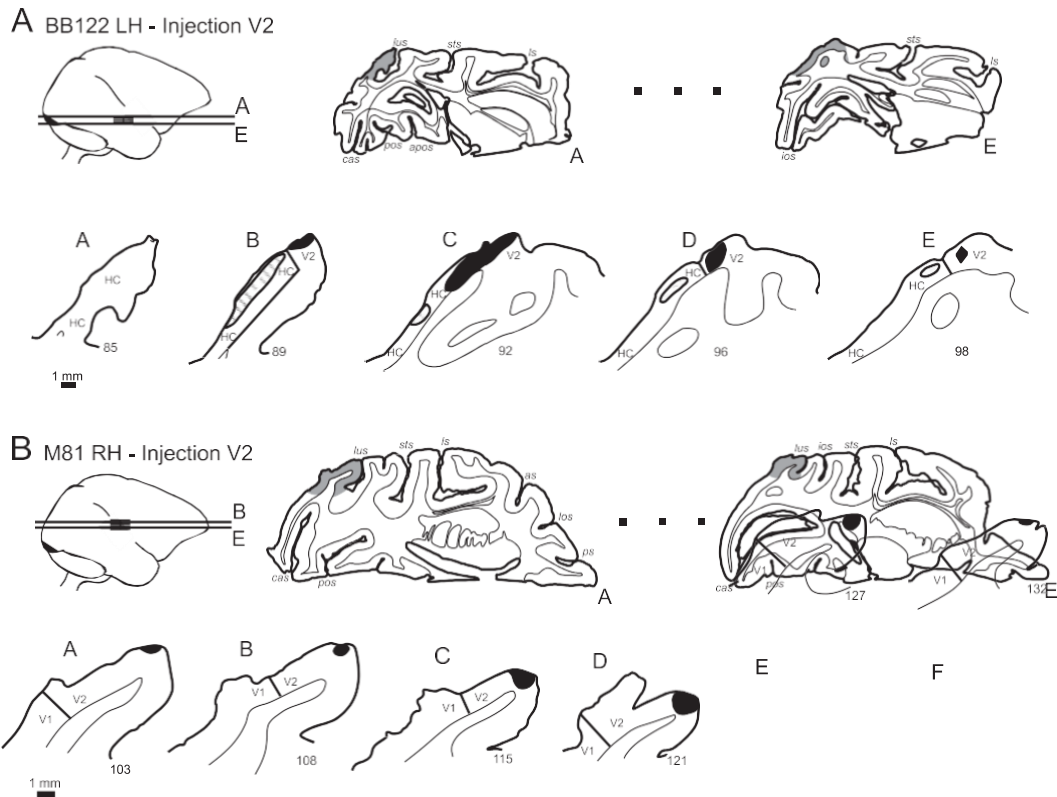 A BB122 LH - Injection V2
lus sts ls
sts ls
A
E
cas pos apos A
ios E
A B C D E
HC HC V2 HC V2 HC V2 HC V2
HC HC HC HC HC
85 89 92 96 98
1 mm
B M81 RH - Injection V2
lus sts ls as los ps
lus ios sts ls
B
E
cas pos A
V1 V2 V1 V2
cas pos 127 132 E
A B C D E F
V1 V2 V1 V2 V1 V2 V1 V2
103 108 115 121
1 mm